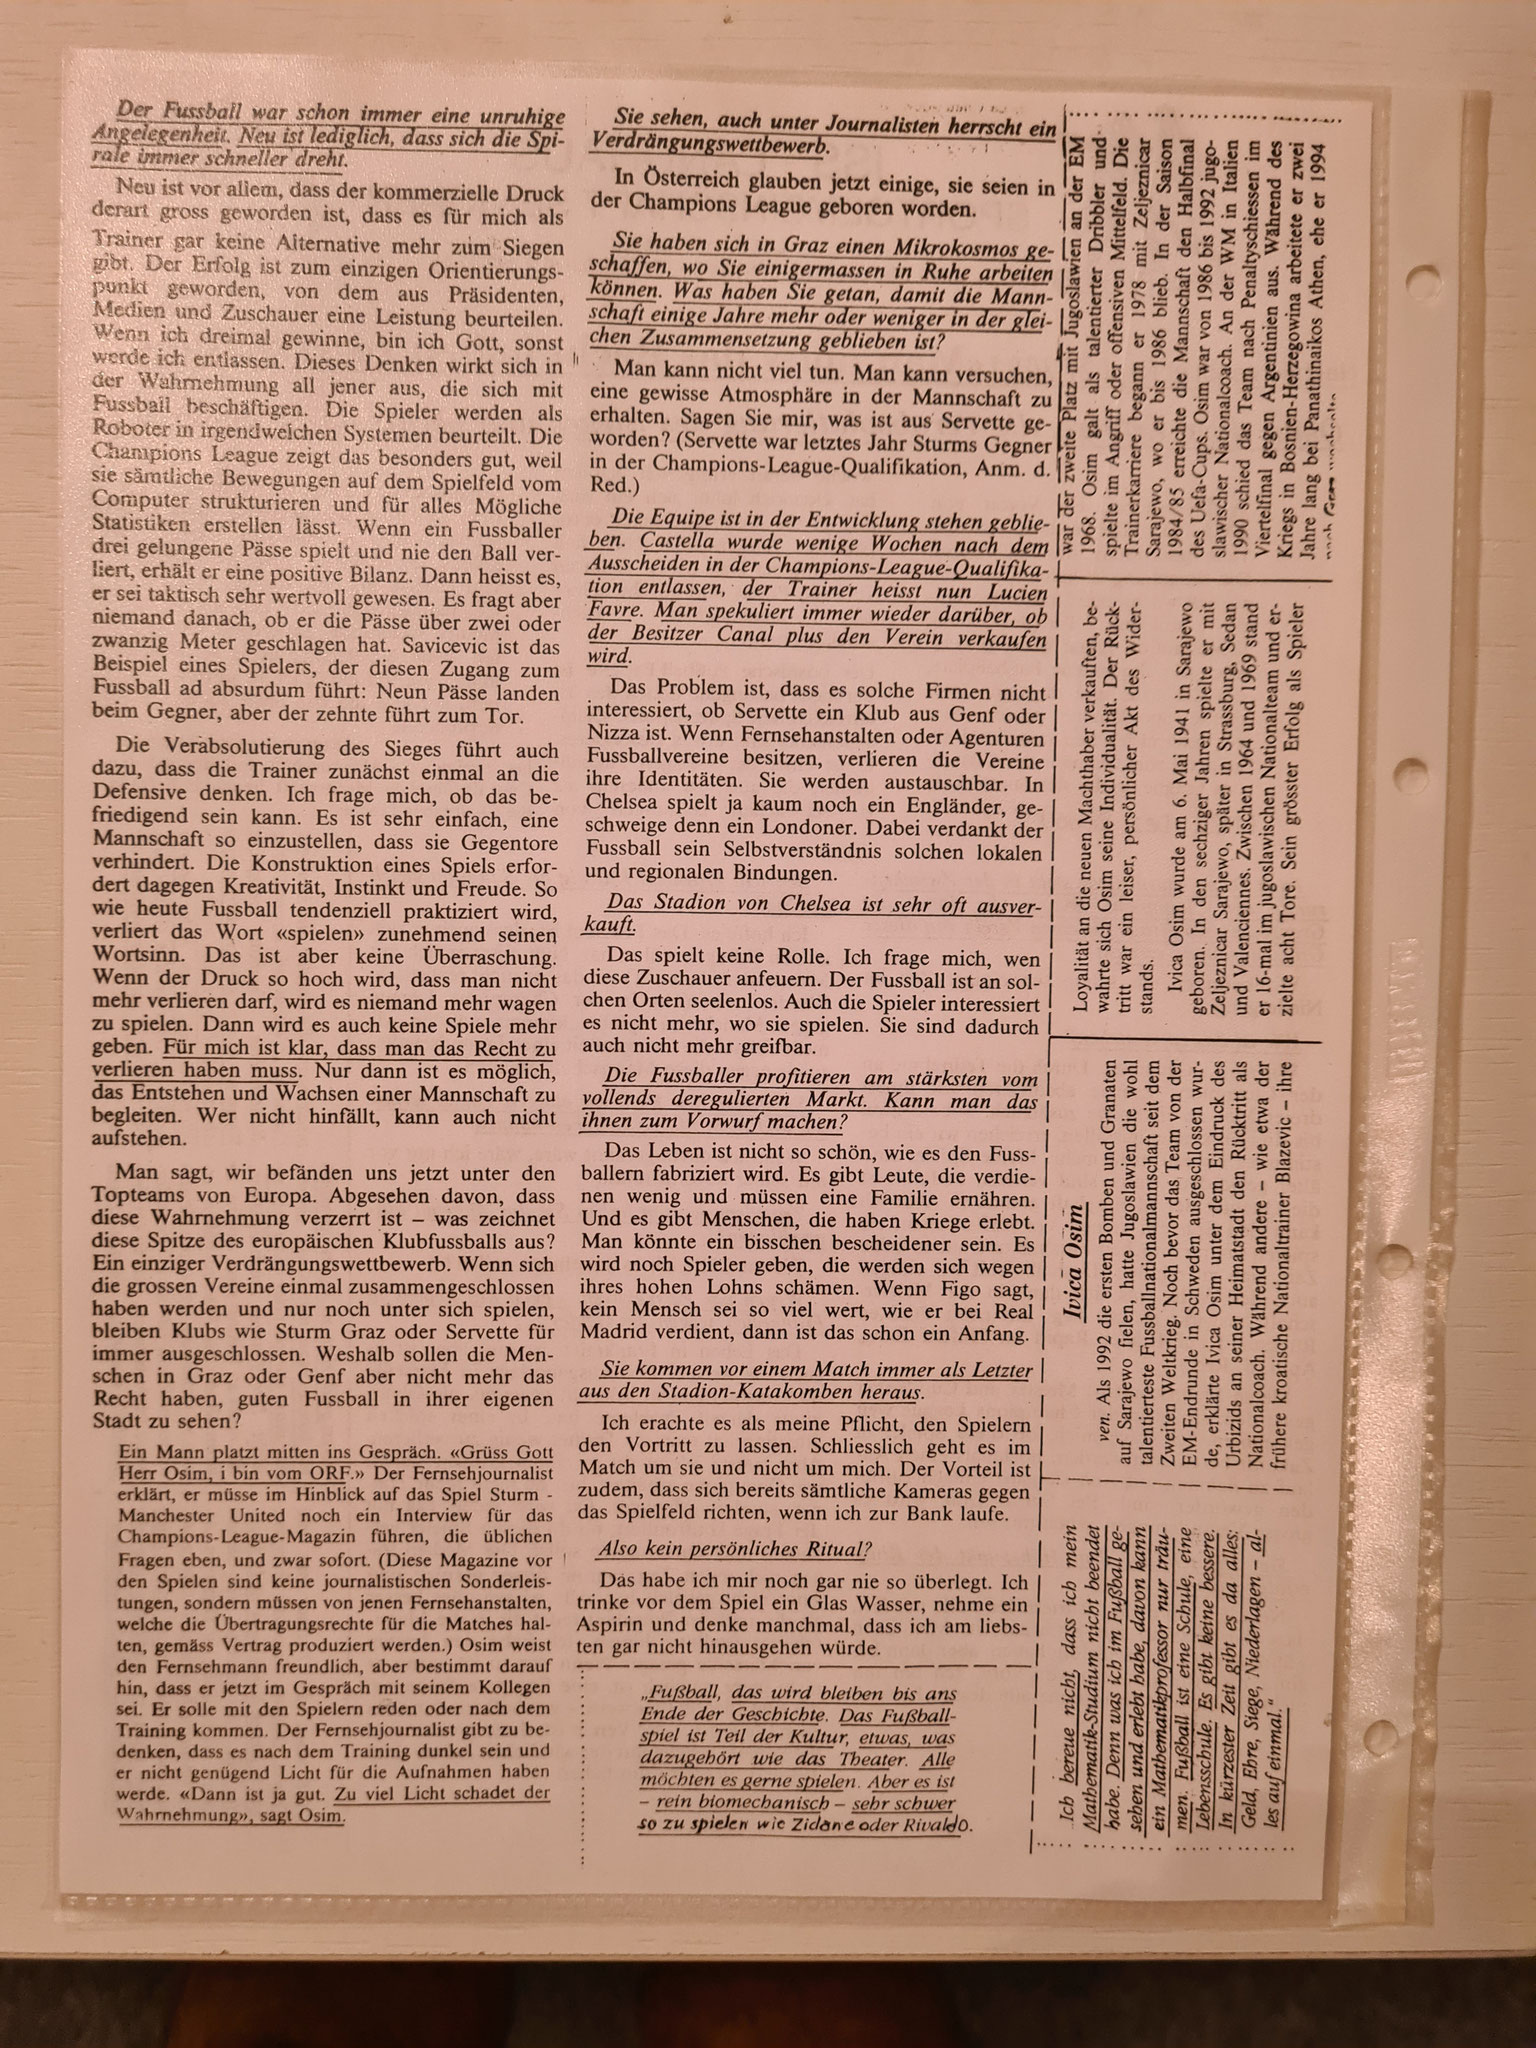 Der Fussball war schon immer eine unruhige
Angelegenheit. Neu ist lediglich, dass sich die Spi-
rale immer schneller dreht.
Neu ist vor allem, dass der kommerzielle Druck
derart gross geworden ist, dass es für mich als
Trainer gar keine Alternative mehr zum Siegen
gibt. Der Erfolg ist zum einzigen Orientierungs-
punkt geworden, von dem aus Präsidenten,
Medien und Zuschauer eine Leistung beurteilen.
Wenn ich dreimal gewinne, bin ich Gott, sonst
werde ich entlassen. Dieses Denken wirkt sich in
der Wahrnehmung all jener aus, die sich mit
Fussball beschäftigen. Die Spieler werden als
Roboter in irgendwelchen Systemen beurteilt. Die
Champions League zeigt das besonders gut, weil
sie sämtliche Bewegungen auf dem Spielfeld vom
Computer strukturieren und für alles Mögliche
Statistiken erstellen lässt. Wenn ein Fussballer
drei gelungene Pässe spielt und nie den Ball ver-
liert, erhält er eine positive Bilanz. Dann heisst es,
er sei taktisch sehr wertvoll gewesen. Es fragt aber
niemand danach, ob er die Pässe über zwei oder
zwanzig Meter geschlagen hat. Savicevic ist das
Beispiel eines Spielers, der diesen Zugang zum
Fussball ad absurdum führt: Neun Pässe landen
beim Gegner, aber der zehnte führt zum Tor.
Die Verabsolutierung des Sieges führt auch
dazu, dass die Trainer zunächst einmal an die
Defensive denken. Ich frage mich, ob das be-
friedigend sein kann. Es ist sehr einfach, eine
Mannschaft so einzustellen, dass sie Gegentore
verhindert. Die Konstruktion eines Spiels erfor-
dert dagegen Kreativität, Instinkt und Freude. So
wie heute Fussball tendenziell praktiziert wird,
verliert das Wort «spielen» zunehmend seinen
Wortsinn. Das ist aber keine Überraschung.
Wenn der Druck so hoch wird, dass man nicht
mehr verlieren darf, wird es niemand mehr wagen
zu spielen. Dann wird es auch keine Spiele mehr
geben. Für mich ist klar, dass man das Recht zu
verlieren haben muss. Nur dann ist es möglich,
das Entstehen und Wachsen einer Mannschaft zu
begleiten. Wer nicht hinfällt, kann auch nicht
aufstehen.
Man sagt, wir befänden uns jetzt unter den
Topteams von Europa. Abgesehen davon, dass
diese Wahrnehmung verzerrt ist – was zeichnet
diese Spitze des europäischen Klubfussballs aus?
Ein einziger Verdrängungswettbewerb. Wenn sich
die grossen Vereine einmal zusammengeschlossen
haben werden und nur noch unter sich spielen,
bleiben Klubs wie Sturm Graz oder Servette für
immer ausgeschlossen. Weshalb sollen die Men-
schen in Graz oder Genf aber nicht mehr das
Recht haben, guten Fussball in ihrer eigenen
Stadt zu sehen?
Ein Mann platzt mitten ins Gespräch. «Grüss Gott
Herr Osim, i bin vom ORF.» Der Fernsehjournalist
erklärt, er müsse im Hinblick auf das Spiel Sturm -
Manchester United noch ein Interview für das
Champions-League-Magazin führen, die üblichen
Fragen eben, und zwar sofort. (Diese Magazine vor
den Spielen sind keine journalistischen Sonderleis-
tungen, sondern müssen von jenen Fernsehanstalten,
welche die Übertragungsrechte für die Matches hal-
ten, gemäss Vertrag produziert werden.) Osim weist
den Fernsehmann freundlich, aber bestimmt darauf
hin, dass er jetzt im Gespräch mit seinem Kollegen
sei. Er solle mit den Spielern reden oder nach dem
Training kommen. Der Fernsehjournalist gibt zu be-
denken, dass es nach dem Training dunkel sein und
er nicht genügend Licht für die Aufnahmen haben
werde. «Dann ist ja gut. Zu viel Licht schadet der
Wahrnehmung», sagt Osim.
Sie sehen, auch unter Journalisten herrscht ein
Verdrängungswettbewerb.
In Österreich glauben jetzt einige, sie seien in
der Champions League geboren worden.
Sie haben sich in Graz einen Mikrokosmos ge-
schaffen, wo Sie einigermassen in Ruhe arbeiten
können. Was haben Sie getan, damit die Mann-
schaft einige Jahre mehr oder weniger in der glei-
chen Zusammensetzung geblieben ist?
Man kann nicht viel tun. Man kann versuchen,
eine gewisse Atmosphäre in der Mannschaft zu
erhalten. Sagen Sie mir, was ist aus Servette ge-
worden? (Servette war letztes Jahr Sturms Gegner
in der Champions-League-Qualifikation, Anm. d.
Red.)
Die Equipe ist in der Entwicklung stehen geblie-
ben. Castella wurde wenige Wochen nach dem
Ausscheiden in der Champions-League-Qualifika-
tion entlassen, der Trainer heisst nun Lucien
Favre. Man spekuliert immer wieder darüber, ob
der Besitzer Canal plus den Verein verkaufen
wird.
Das Problem ist, dass es solche Firmen nicht
interessiert, ob Servette ein Klub aus Genf oder
Nizza ist. Wenn Fernsehanstalten oder Agenturen
Fussballvereine besitzen, verlieren die Vereine
ihre Identitäten. Sie werden austauschbar. In
Chelsea spielt ja kaum noch ein Engländer, ge-
schweige denn ein Londoner. Dabei verdankt der
Fussball sein Selbstverständnis solchen lokalen
und regionalen Bindungen.
Das Stadion von Chelsea ist sehr oft ausver-
kauft.
Das spielt keine Rolle. Ich frage mich, wen
diese Zuschauer anfeuern. Der Fussball ist an sol-
chen Orten seelenlos. Auch die Spieler interessiert
es nicht mehr, wo sie spielen. Sie sind dadurch
auch nicht mehr greifbar.
Die Fussballer profitieren am stärksten vom
vollends deregulierten Markt. Kann man das
ihnen zum Vorwurf machen?
Das Leben ist nicht so schön, wie es den Fuss-
ballern fabriziert wird. Es gibt Leute, die verdie-
nen wenig und müssen eine Familie ernähren.
Und es gibt Menschen, die haben Kriege erlebt.
Man könnte ein bisschen bescheidener sein. Es
wird noch Spieler geben, die werden sich wegen
ihres hohen Lohns schämen. Wenn Figo sagt,
kein Mensch sei so viel wert, wie er bei Real
Madrid verdient, dann ist das schon ein Anfang.
Sie kommen vor einem Match immer als Letzter
aus den Stadion-Katakomben heraus.
Ich erachte es als meine Pflicht, den Spielern
den Vortritt zu lassen. Schliesslich geht es im
Match um sie und nicht um mich. Der Vorteil ist
zudem, dass sich bereits sämtliche Kameras gegen
das Spielfeld richten, wenn ich zur Bank laufe.
Also kein persönliches Ritual?
Das habe ich mir noch gar nie so überlegt. Ich
trinke vor dem Spiel ein Glas Wasser, nehme ein
Aspirin und denke manchmal, dass ich am liebs-
ten gar nicht hinausgehen würde.
„Fußball, das wird bleiben bis ans
Ende der Geschichte. Das Fußball-
spiel ist Teil der Kultur, etwas, was
dazugehört wie das Theater. Alle
möchten es gerne spielen. Aber es ist
– rein biomechanisch – sehr schwer
so zu spielen wie Zidane oder Rivaldo.
Ich bereue nicht, dass ich mein
Mathematik-Studium nicht beendet
habe. Denn was ich im Fußball ge-
sehen und erlebt habe, davon kann
ein Mathematikprofessor nur träu-
men. Fußball ist eine Schule, eine
Lebensschule. Es gibt keine bessere.
In kürzester Zeit gibt es da alles:
Geld, Ehre, Siege, Niederlagen – al-
les auf einmal.“
Ivica Osim
ven. Als 1992 die ersten Bomben und Granaten
auf Sarajewo fielen, hatte Jugoslawien die wohl
talentierteste Fussballnationalmannschaft seit dem
Zweiten Weltkrieg. Noch bevor das Team von der
EM-Endrunde in Schweden ausgeschlossen wur-
de, erklärte Ivica Osim unter dem Eindruck des
Urbizids an seiner Heimatstadt den Rücktritt als
Nationalcoach. Während andere – wie etwa der
frühere kroatische Nationaltrainer Blazevic – ihre
Loyalität an die neuen Machthaber verkauften, be-
wahrte sich Osim seine Individualität. Der Rück-
tritt war ein leiser, persönlicher Akt des Wider-
stands.
Ivica Osim wurde am 6. Mai 1941 in Sarajewo
geboren. In den sechziger Jahren spielte er mit
Zeljeznicar Sarajewo, später in Strassburg, Sedan
und Valenciennes. Zwischen 1964 und 1969 stand
er 16-mal im jugoslawischen Nationalteam und er-
zielte acht Tore. Sein grösster Erfolg als Spieler
war der zweite Platz mit Jugoslawien an der EM
1968. Osim galt als talentierter Dribbler und
spielte im Angriff oder offensiven Mittelfeld. Die
Trainerkarriere begann er 1978 mit Zeljeznicar
Sarajewo, wo er bis 1986 blieb. In der Saison
1984/85 erreichte die Mannschaft den Halbfinal
des Uefa-Cups. Osim war von 1986 bis 1992 jugo-
slawischer Nationalcoach. An der WM in Italien
1990 schied das Team nach Penaltyschiessen im
Viertelfinal gegen Argentinien aus. Während des
Kriegs in Bosnien-Herzegowina arbeitete er zwei
Jahre lang bei Panathinaikos Athen, ehe er 1994